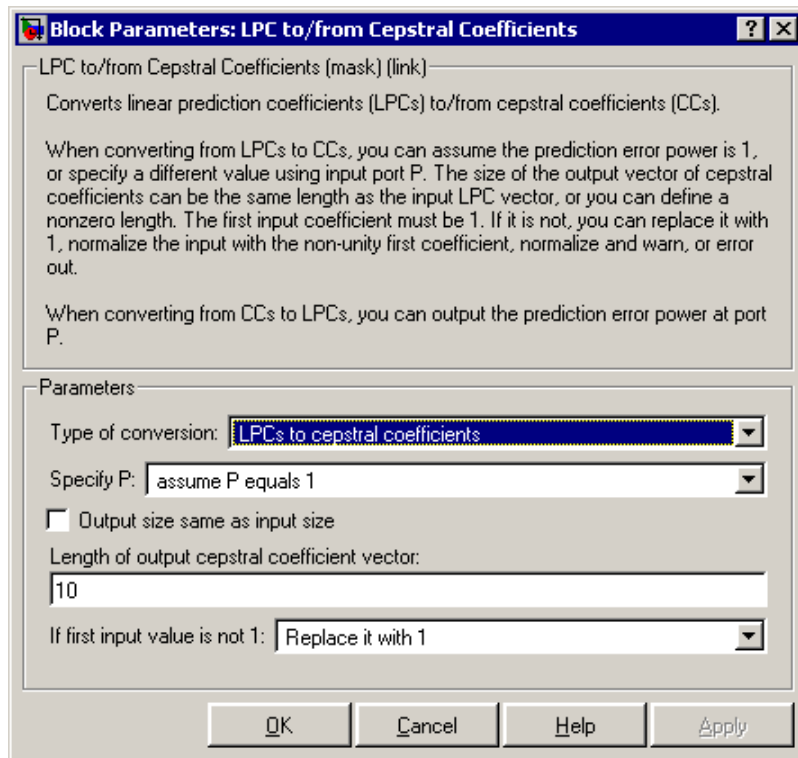 Block Parameters: LPC to/from Cepstral Coefficients
LPC to/from Cepstral Coefficients (mask) (link)
Converts linear prediction coefficients (LPCs) to/from cepstral coefficients (CCs).
When converting from LPCs to CCs, you can assume the prediction error power is 1,
or specify a different value using input port P. The size of the output vector of cepstral
coefficients can be the same length as the input LPC vector, or you can define a
nonzero length. The first input coefficient must be 1. If it is not, you can replace it with
1, normalize the input with the non-unity first coefficient, normalize and warn, or error
out.
When converting from CCs to LPCs, you can output the prediction error power at port
P.
Parameters
Type of conversion: LPCs to cepstral coefficients
Specify P: assume P equals 1
Output size same as input size
Length of output cepstral coefficient vector:
10
If first input value is not 1: Replace it with 1
OK Cancel Help Apply